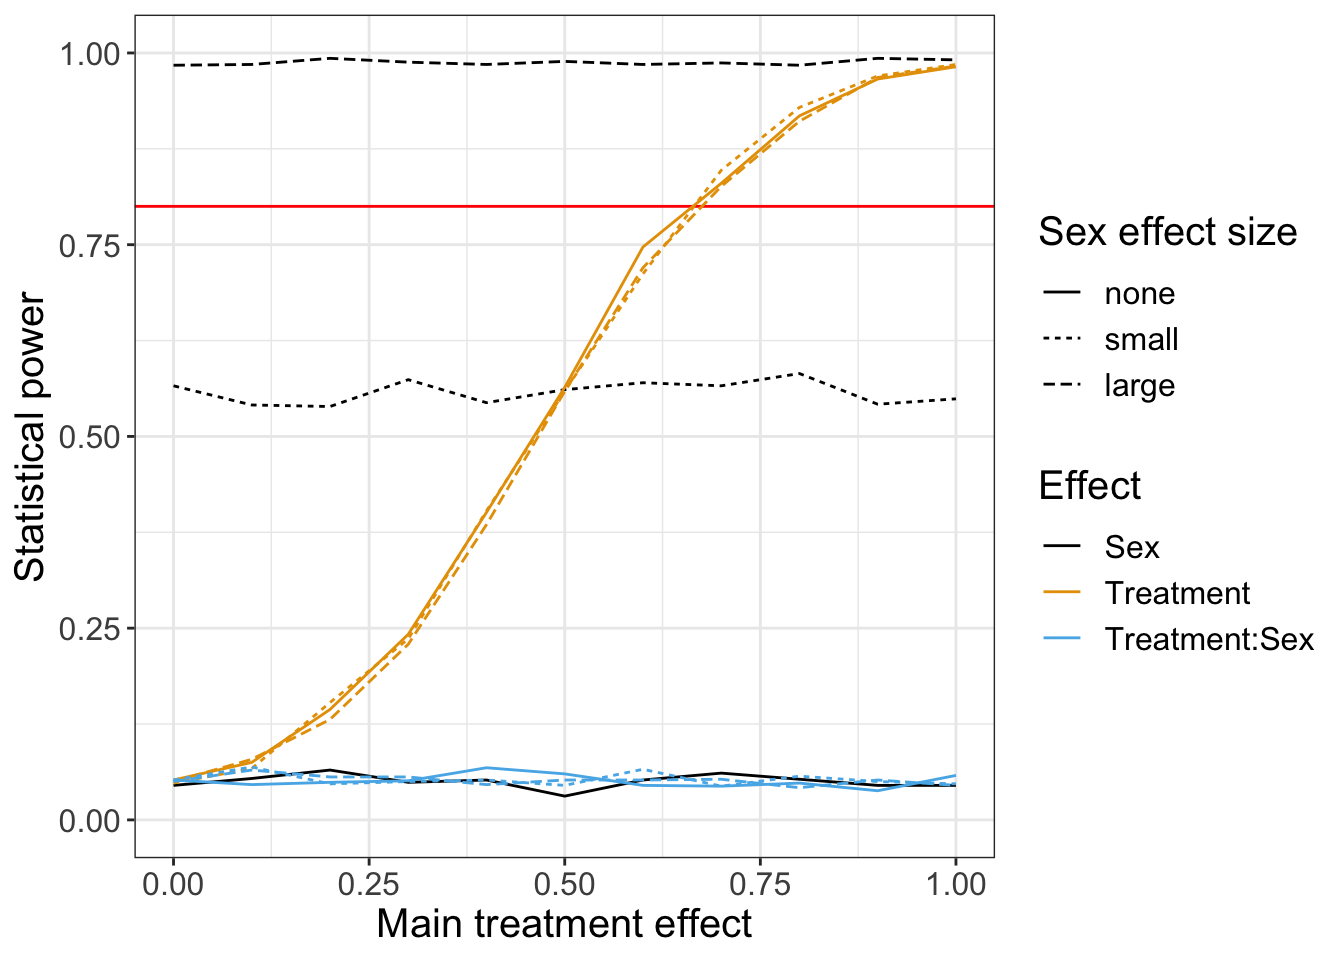 1.00
0.75
0.50
0.25
0.00
Statistical power
0.00 0.25 0.50 0.75 1.00
Main treatment effect
Sex effect size
none
small
large
Effect
Sex
Treatment
Treatment:Sex